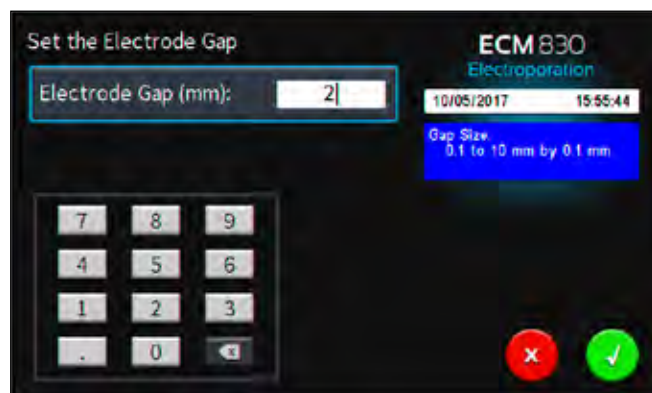 Set the Electrode Gap
Electrode Gap (mm): 2
ECM 830
Electroporation
10/05/2017 15:55:44
Gap Size.
0.1 to 10 mm by 0.1 mm
7 8 9
4 5 6
1 2 3
. 0